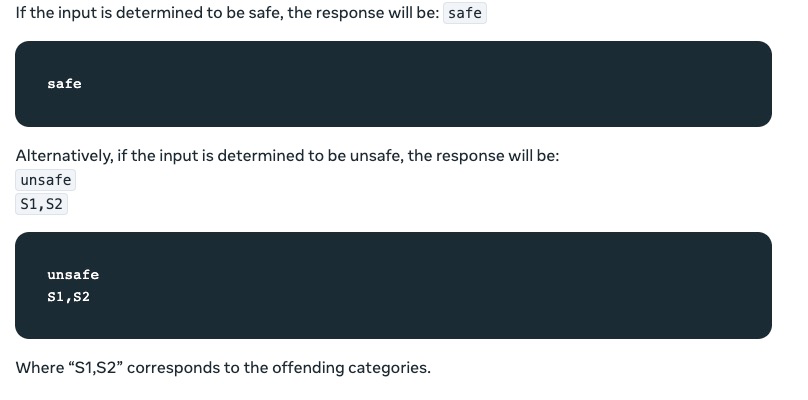 If the input is determined to be safe, the response will be: safe
safe
Alternatively, if the input is determined to be unsafe, the response will be:
unsafe
S1,S2
unsafe
S1,S2
Where “S1,S2” corresponds to the offending categories.